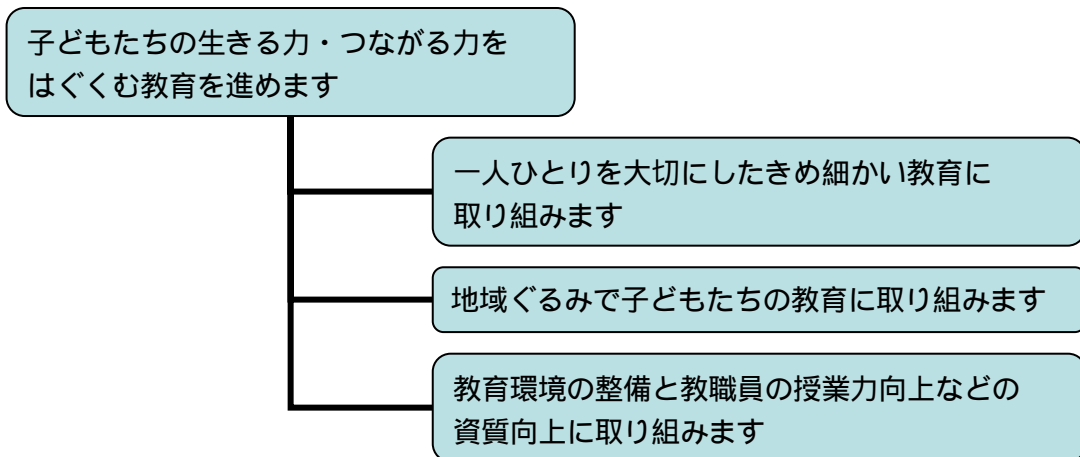 子どもたちの生きる力・つながる力を
はぐくむ教育を進めます
一人ひとりを大切にしたきめ細かい教育に
取り組みます
地域ぐるみで子どもたちの教育に取り組みます
教育環境の整備と教職員の授業力向上などの
資質向上に取り組みます